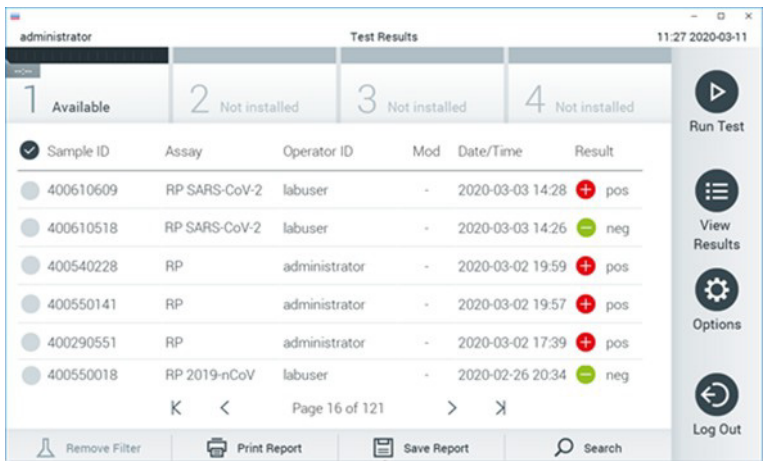 administrator Test Results 11:27 2020-03-11
--:--
1 Available 2 Not installed 3 Not installed 4 Not installed
Run Test
Sample ID Assay Operator ID Mod Date/Time Result
400610609 RP SARS-CoV-2 labuser - 2020-03-03 14:28 pos
400610518 RP SARS-CoV-2 labuser - 2020-03-03 14:26 neg
View
Results
400540228 RP administrator - 2020-03-02 19:59 pos
400550141 RP administrator - 2020-03-02 19:57 pos
Options
400290551 RP administrator - 2020-03-02 17:39 pos
400550018 RP 2019-nCoV labuser - 2020-02-26 20:34 neg
Page 16 of 121
Log Out
Remove Filter Print Report Save Report Search